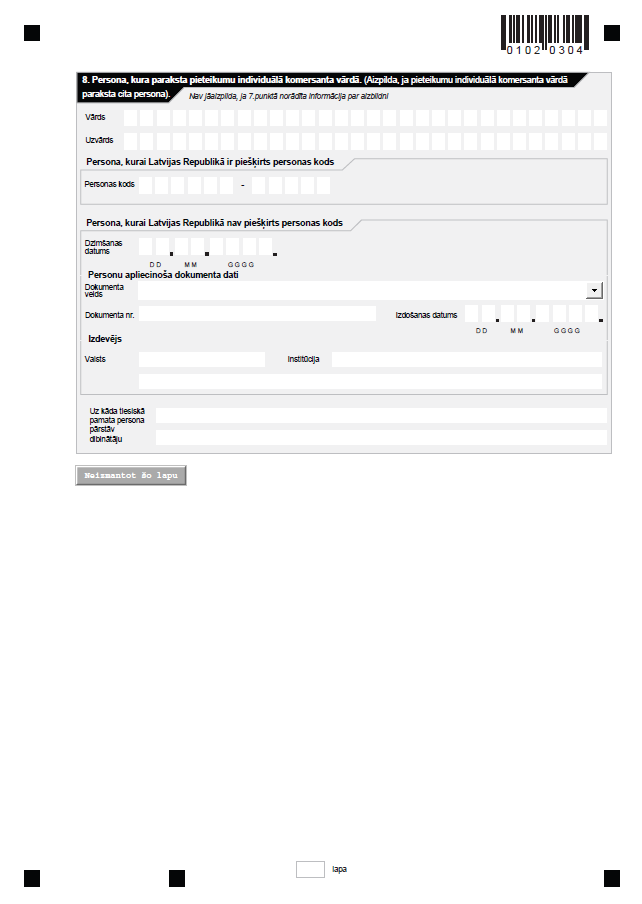 0102 0304
8. Persona, kura paraksta pieteikumu individuālā komersanta vārdā. (Aizpilda, ja pieteikumu individuālā komersanta vārdā
paraksta cita persona).
Nav jāaizpilda, ja 7.punktā norādīta informācija par aizbildni
Vārds
Uzvārds
Persona, kurai Latvijas Republikā ir piešķirts personas kods
Personas kods -
Persona, kurai Latvijas Republikā nav piešķirts personas kods
Dzimšanas
datums
DD MM GGGG
Personu apliecinoša dokumenta dati
Dokumenta
veids
Dokumenta nr. Izdošanas datums
DD MM GGGG
Izdevējs
Valsts Institūcija
Uz kāda tiesiskā
pamata persona
pārstāv
dibinātāju
Neizmantot šo lapu
lapa